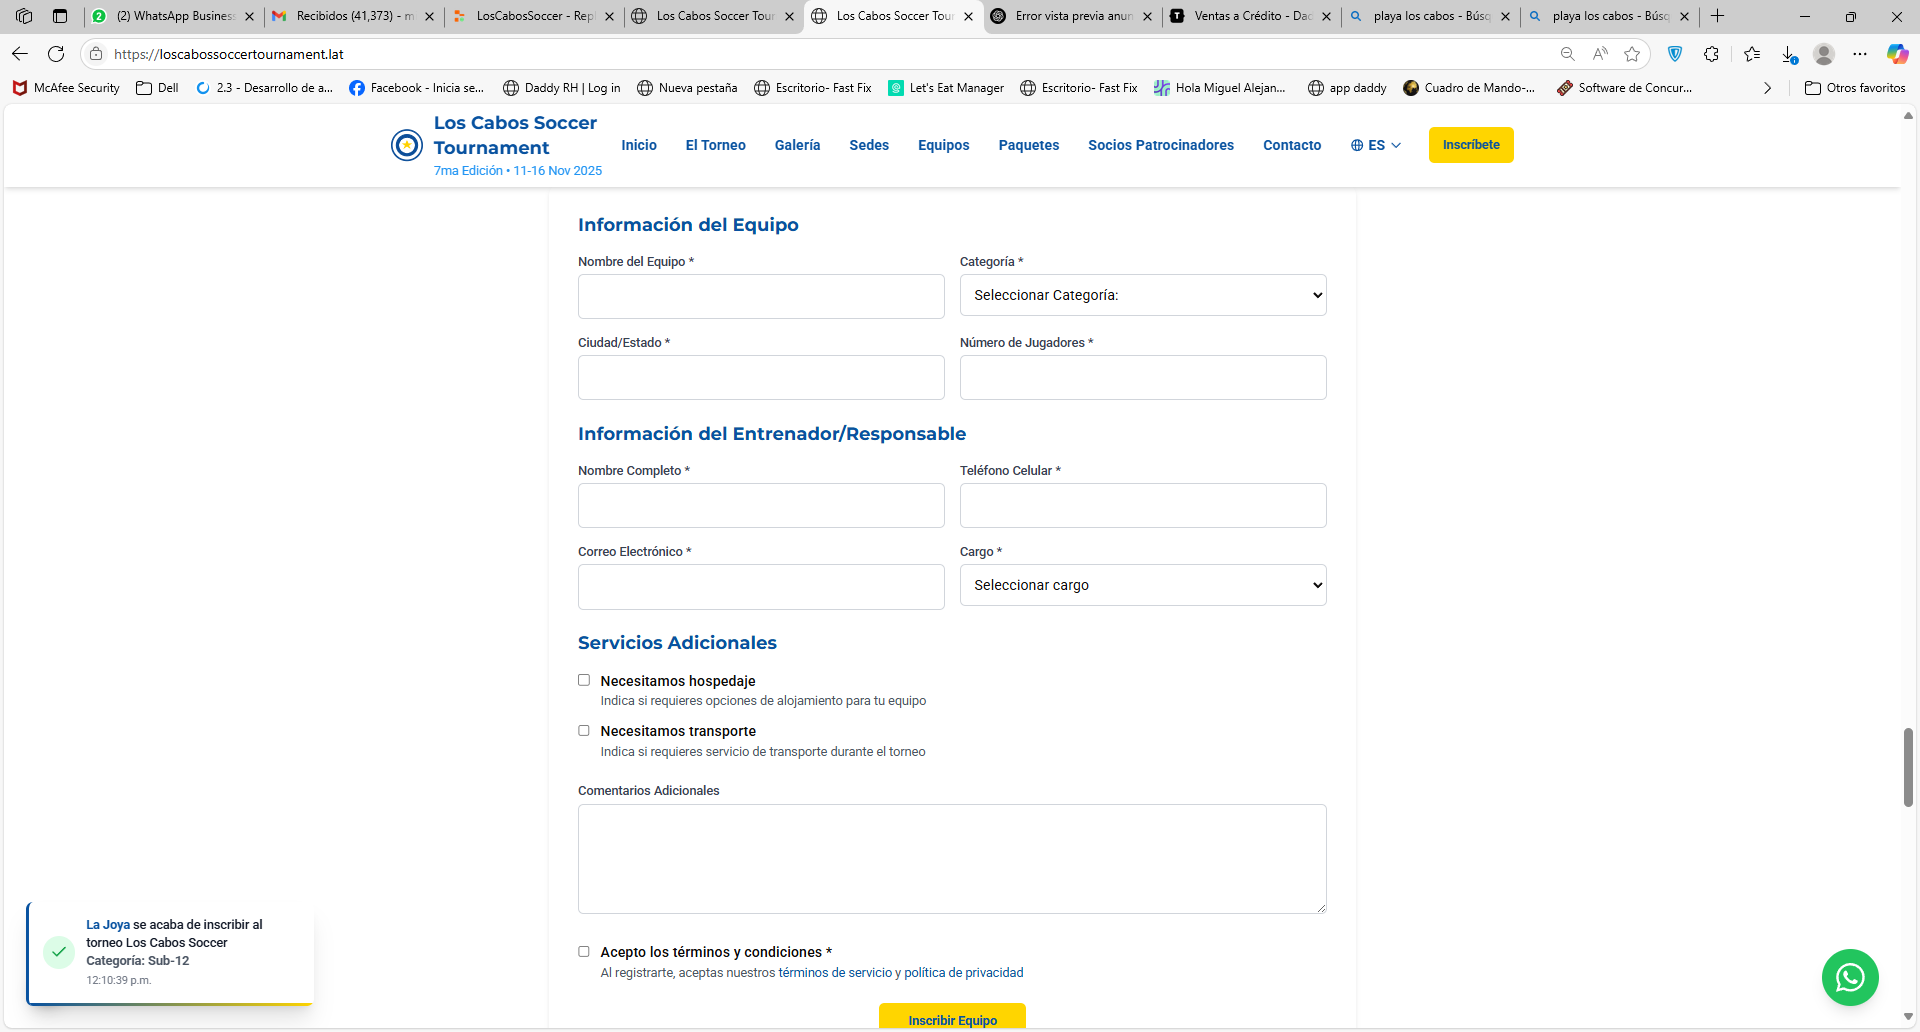 (2) WhatsApp Business
Recibidos (41,373) - m
LosCabosSoccer - Repl
Los Cabos Soccer Tour
Los Cabos Soccer Tour
Error vista previa anun
Ventas a Crédito - Dad
playa los cabos - Búsq
playa los cabos - Búsq
https://loscabossoccertournament.lat
McAfee Security
Dell
2.3 - Desarrollo de a...
Facebook - Inicia se...
Daddy RH | Log in
Nueva pestaña
Escritorio- Fast Fix
Let's Eat Manager
Escritorio- Fast Fix
Hola Miguel Alejan...
app daddy
Cuadro de Mando-...
Software de Concur...
Otros favoritos
Los Cabos Soccer
Tournament
7ma Edición • 11-16 Nov 2025
Inicio
El Torneo
Galería
Sedes
Equipos
Paquetes
Socios Patrocinadores
Contacto
ES
Inscríbete
Información del Equipo
Nombre del Equipo *
Categoría *
Seleccionar Categoría:
Ciudad/Estado *
Número de Jugadores *
Información del Entrenador/Responsable
Nombre Completo *
Teléfono Celular *
Correo Electrónico *
Cargo *
Seleccionar cargo
Servicios Adicionales
Necesitamos hospedaje
Indica si requieres opciones de alojamiento para tu equipo
Necesitamos transporte
Indica si requieres servicio de transporte durante el torneo
Comentarios Adicionales
Acepto los términos y condiciones *
Al registrarte, aceptas nuestros términos de servicio y política de privacidad
Inscribir Equipo
La Joya se acaba de inscribir al
torneo Los Cabos Soccer
Categoría: Sub-12
12:10:39 p.m.